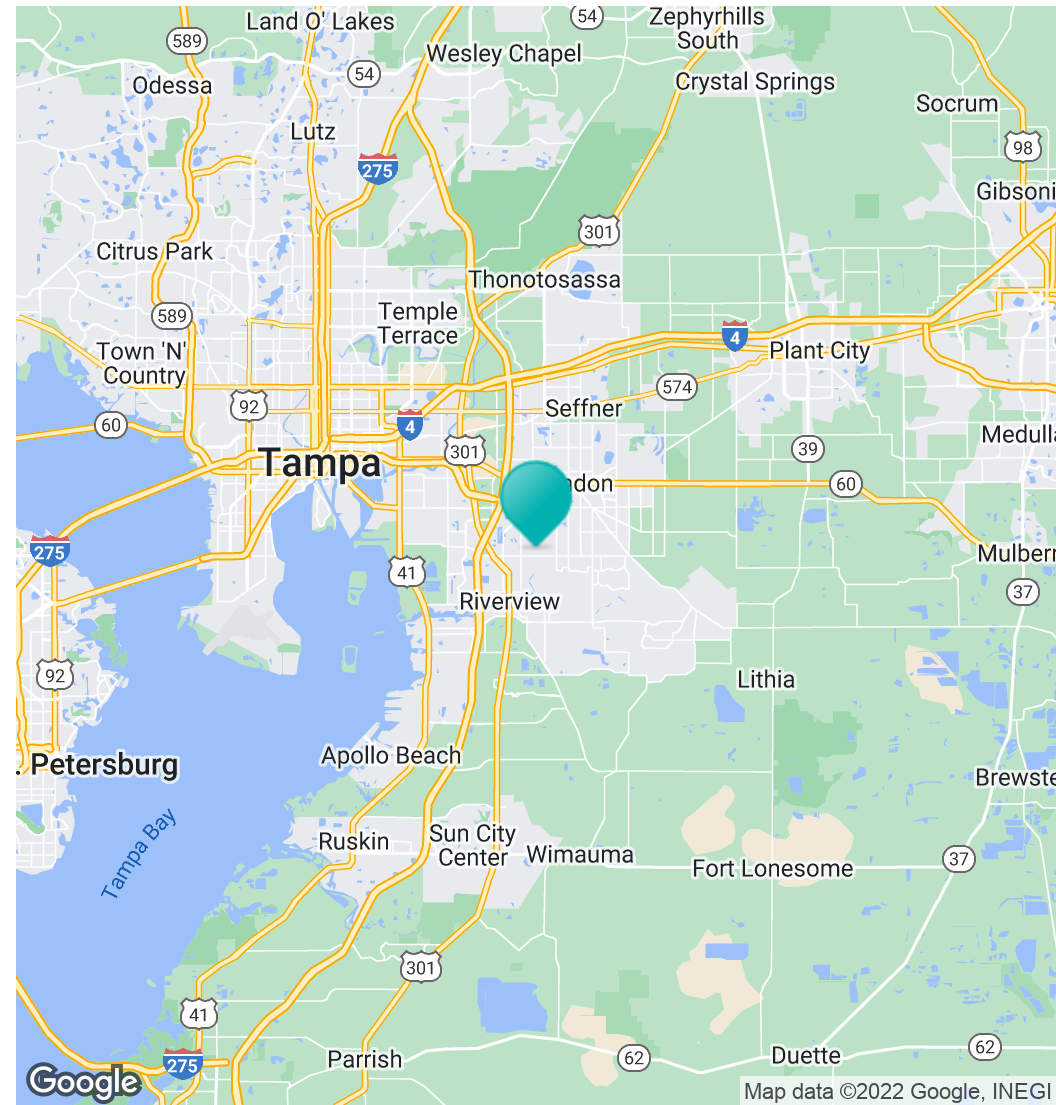 54
Zephyrhills
South
Land O' Lakes
589
Wesley Chapel
54
Odessa
Crystal Springs
Socrum
Lutz
98
275
Gibsoni
301
Citrus Park
Thonotosassa
Temple
Terrace
589
4
Town 'N'
Country
Plant City
574
92
Seffner
60
4
Medulla
301
39
Tampa
ndon
60
275
Mulberr
41
37
Riverview
92
Lithia
Apollo Beach
. Petersburg
Brewste
Tampa Bay
Ruskin
Sun City
Center
Wimauma
37
Fort Lonesome
301
41
275
Parrish
62
Duette
62
Google
Map data ©2022 Google, INEGI